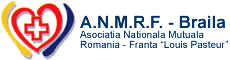 A.N.M.R.F. - Braila
Asociatia Nationala Mutuala
Romania - Franta "Louis Pasteur"